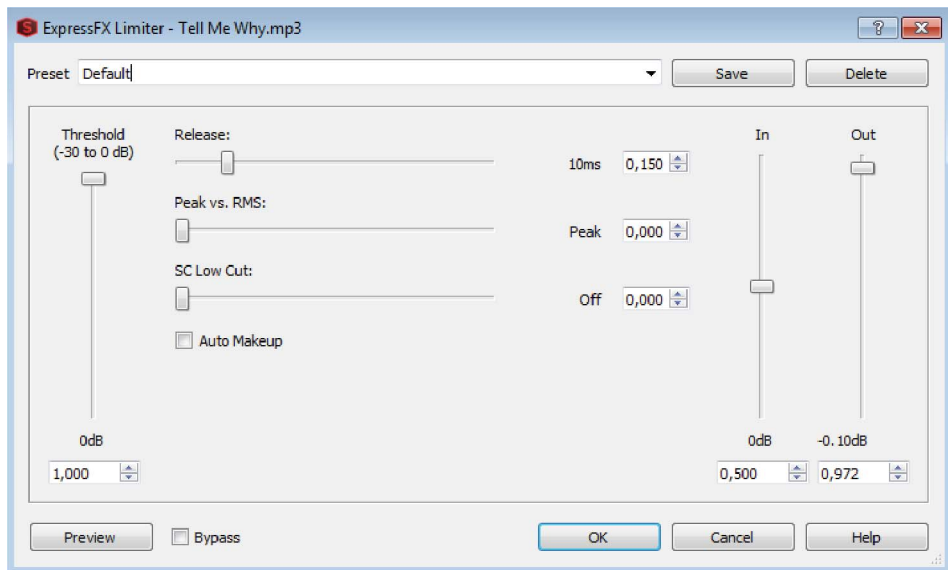 ExpressFX Limiter - Tell Me Why.mp3
Preset Default Save Delete
Threshold
(-30 to 0 dB)
Release:
10ms 0,150
Peak vs. RMS:
Peak 0,000
SC Low Cut:
Off 0,000
Auto Makeup
In Out
0dB
1,000
0dB -0.10dB
0,500 0,972
Preview Bypass OK Cancel Help